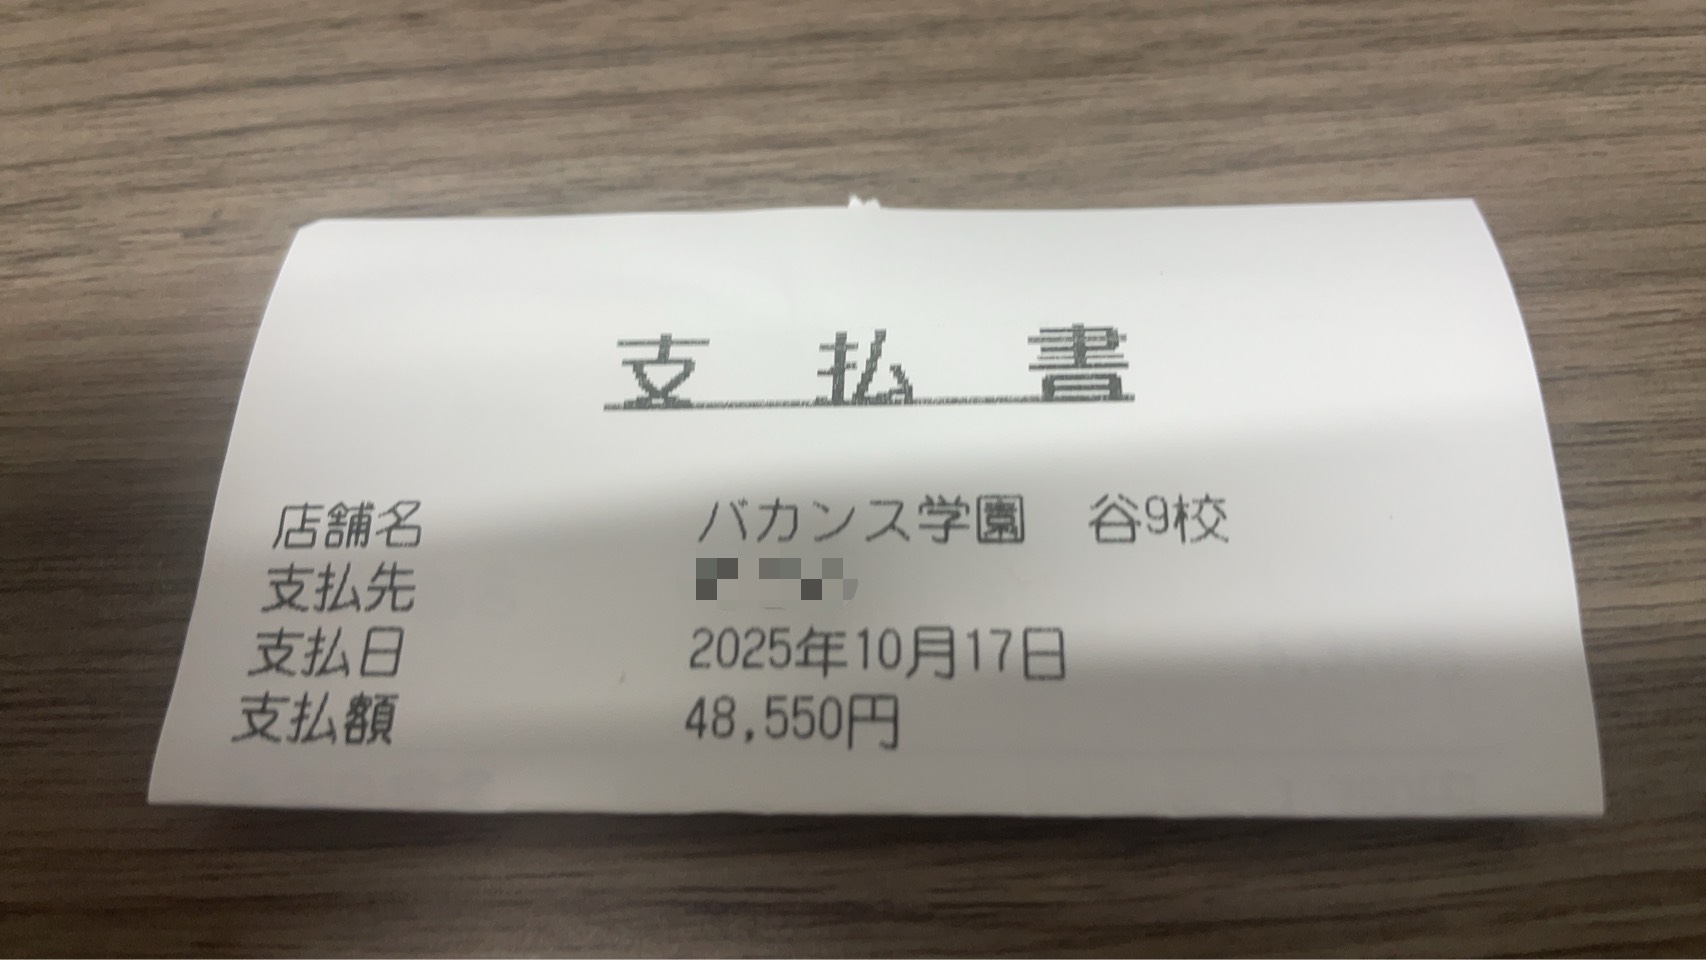 支払書
店舗名 バカンス学園 谷9校
支払先
支払日 2025年10月17日
支払額 48,550円